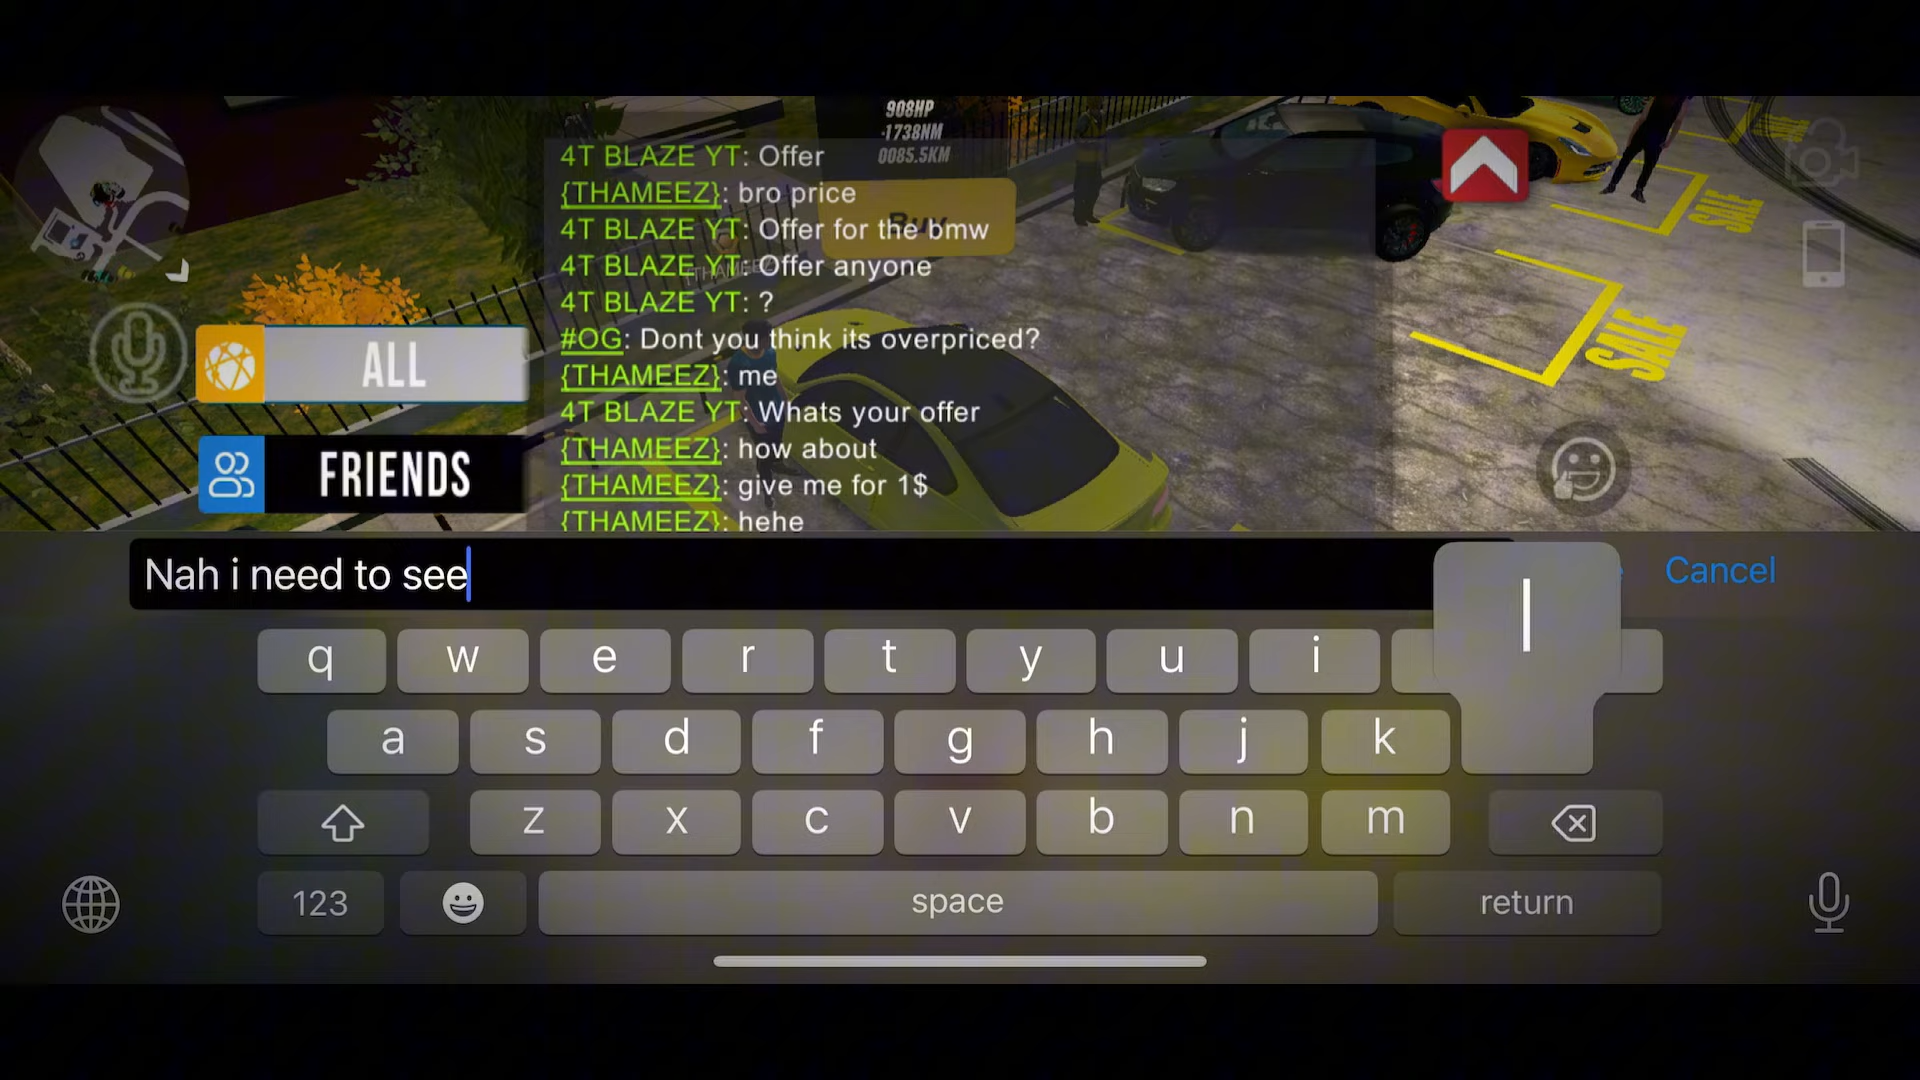 908HP
-1738NM
0085.5KM
4T BLAZE YT: Offer
{THAMEEZ}: bro price
Buy
4T BLAZE YT: Offer for the bmw
4T BLAZE YT: Offer anyone
4T BLAZE YT: ?
#OG: Dont you think its overpriced?
{THAMEEZ}: me
4T BLAZE YT: Whats your offer
{THAMEEZ}: how about
{THAMEEZ}: give me for 1$
{THAMEEZ}: hehe
ALL
FRIENDS
SALE
SALE
Nah i need to see
Cancel
l
q w e r t y u i
a s d f g h j k
z x c v b n m
123
space
return